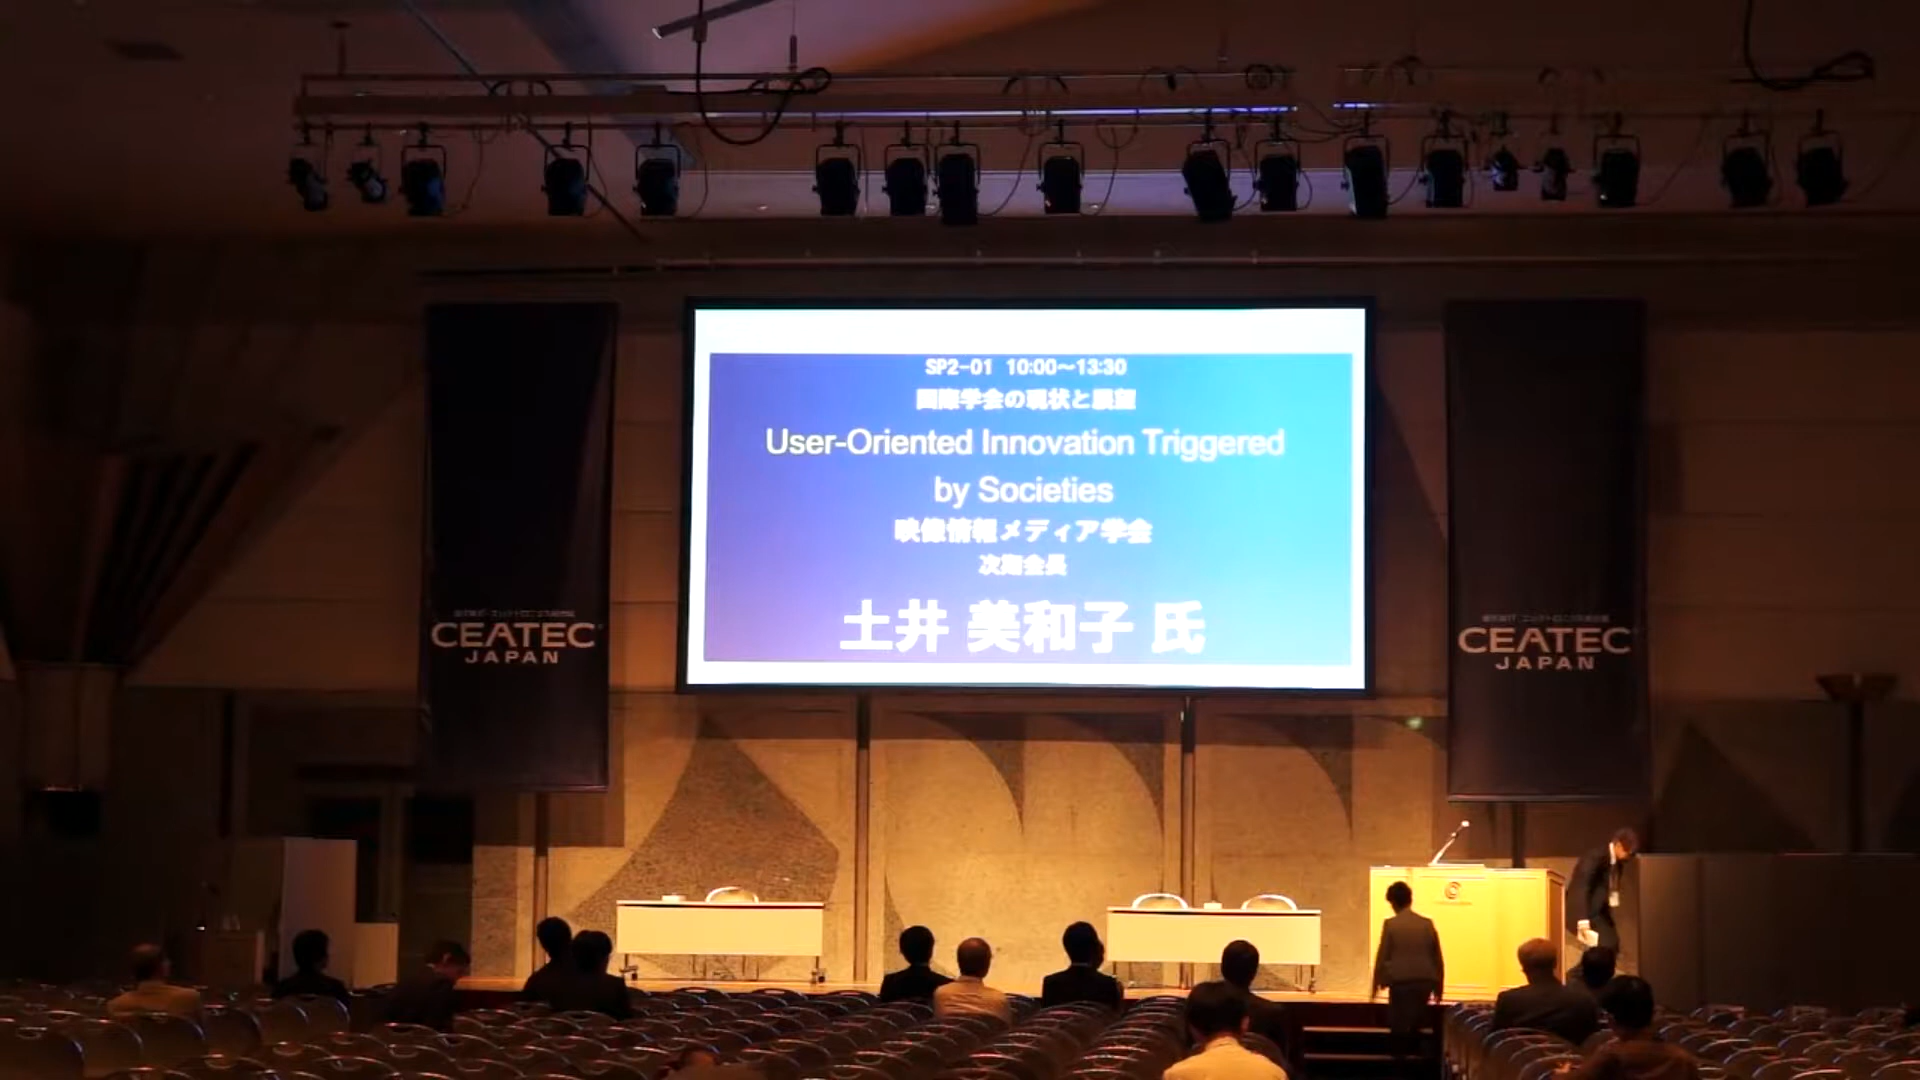 SP2-01 10:00～13:30
国際学会の現状と展望
User-Oriented Innovation Triggered
by Societies
映像情報メディア学会
次期会長
土井 美和子 氏
CEATEC
JAPAN
CEATEC
JAPAN